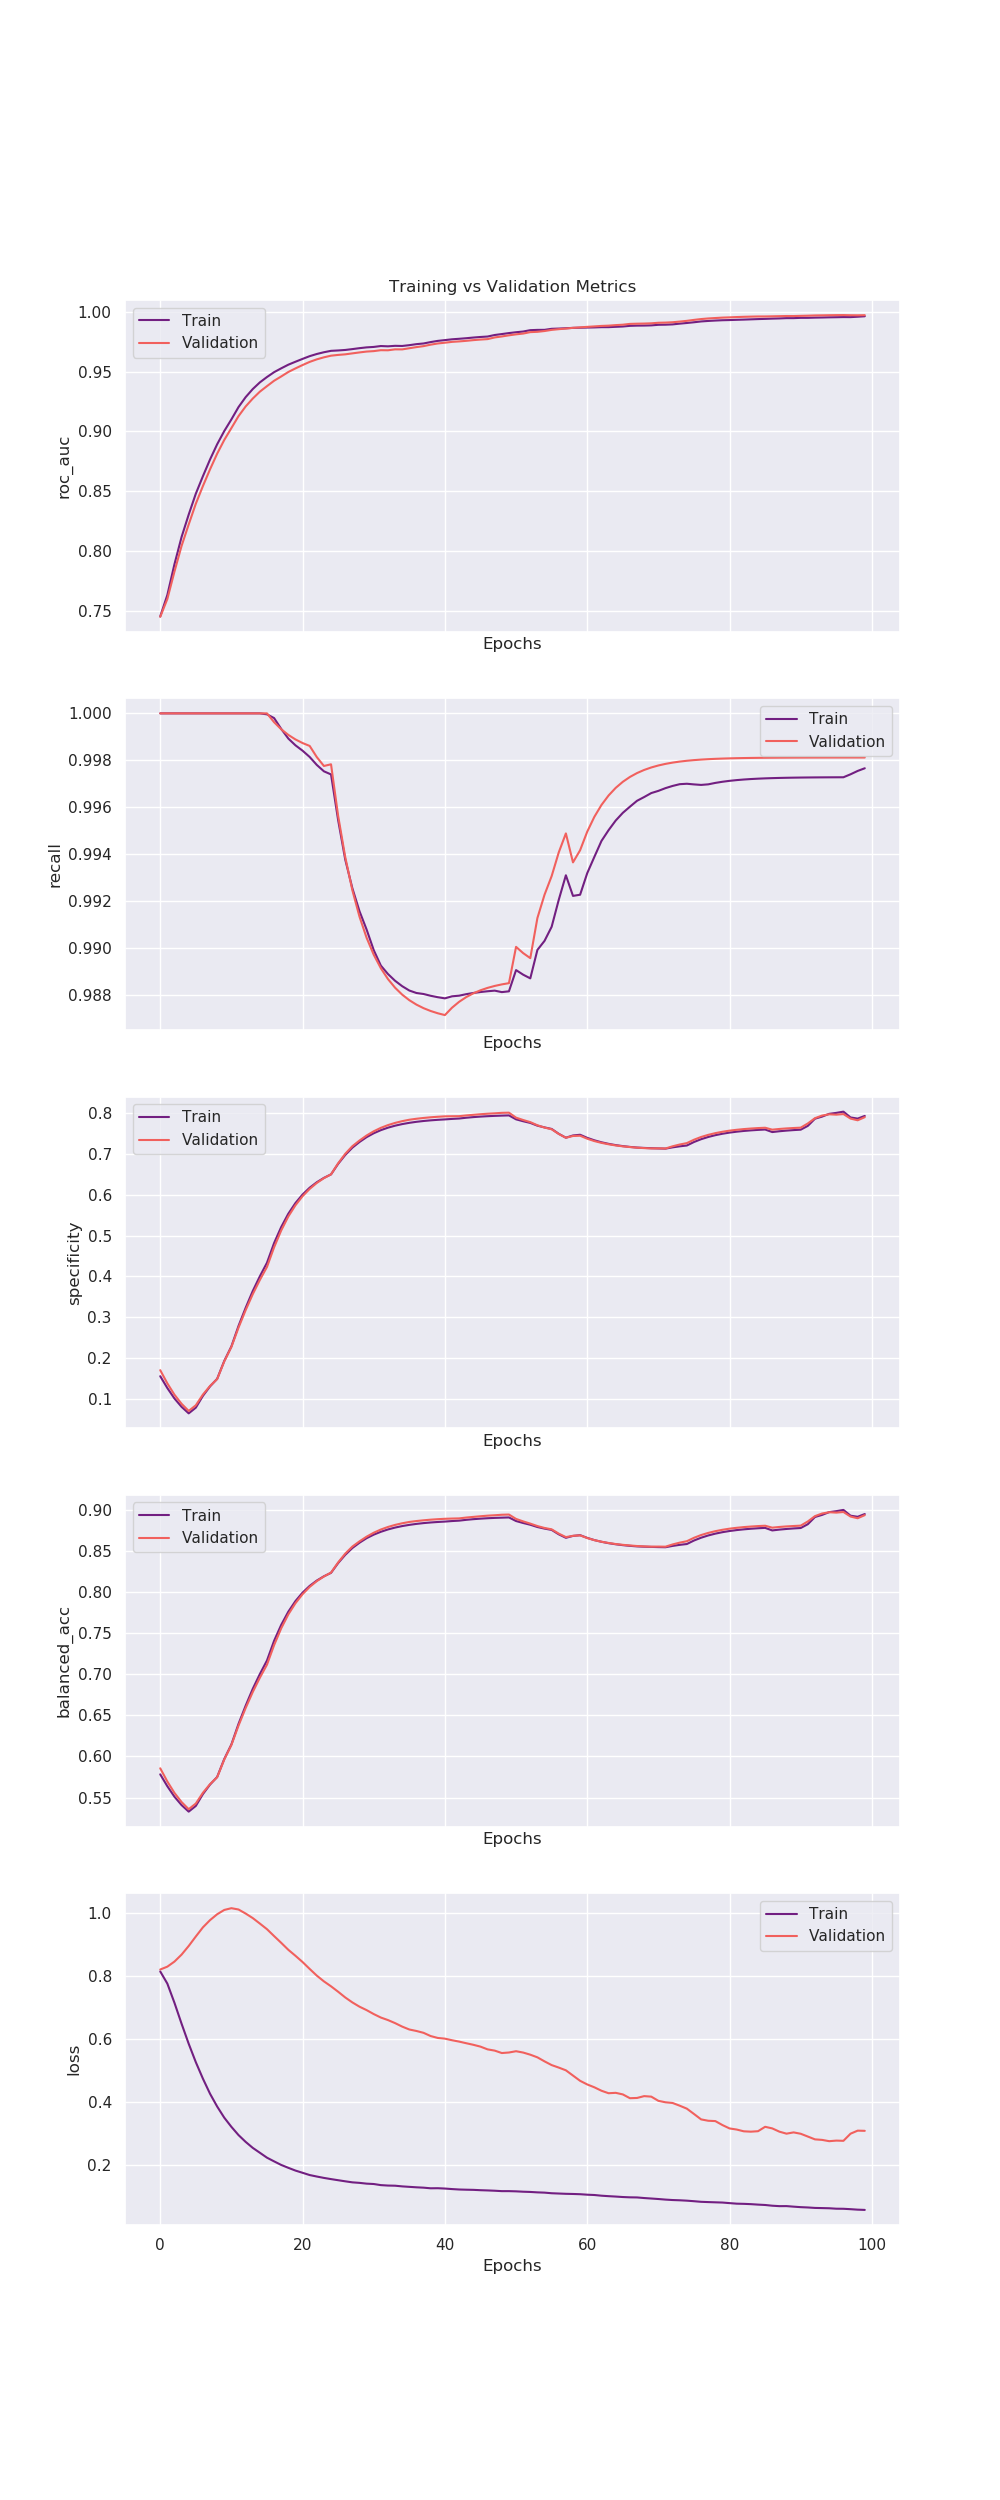 Training vs Validation Metrics
1.00
0.95
0.90
0.85
0.80
0.75
roc_auc
Train
Validation
Epochs
1.000
0.998
0.996
0.994
0.992
0.990
0.988
recall
Train
Validation
Epochs
0.8
0.7
0.6
0.5
0.4
0.3
0.2
0.1
specificity
Train
Validation
Epochs
0.90
0.85
0.80
0.75
0.70
0.65
0.60
0.55
balanced_acc
Train
Validation
Epochs
1.0
0.8
0.6
0.4
0.2
loss
Train
Validation
0 20 40 60 80 100
Epochs